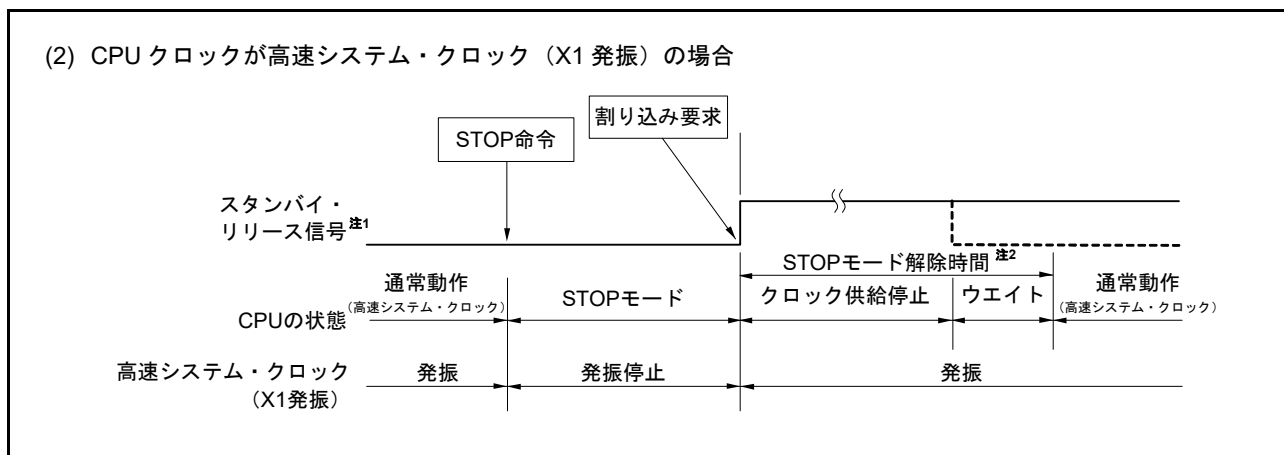 (2) CPU クロックが高速システム・クロック（X1 発振）の場合
割り込み要求
STOP命令
スタンバイ・
リリース信号注1
STOPモード解除時間注2
通常動作
（高速システム・クロック）
STOPモード
クロック供給停止
ウエイト
通常動作
（高速システム・クロック）
CPUの状態
高速システム・クロック
（X1発振）
発振
発振停止
発振